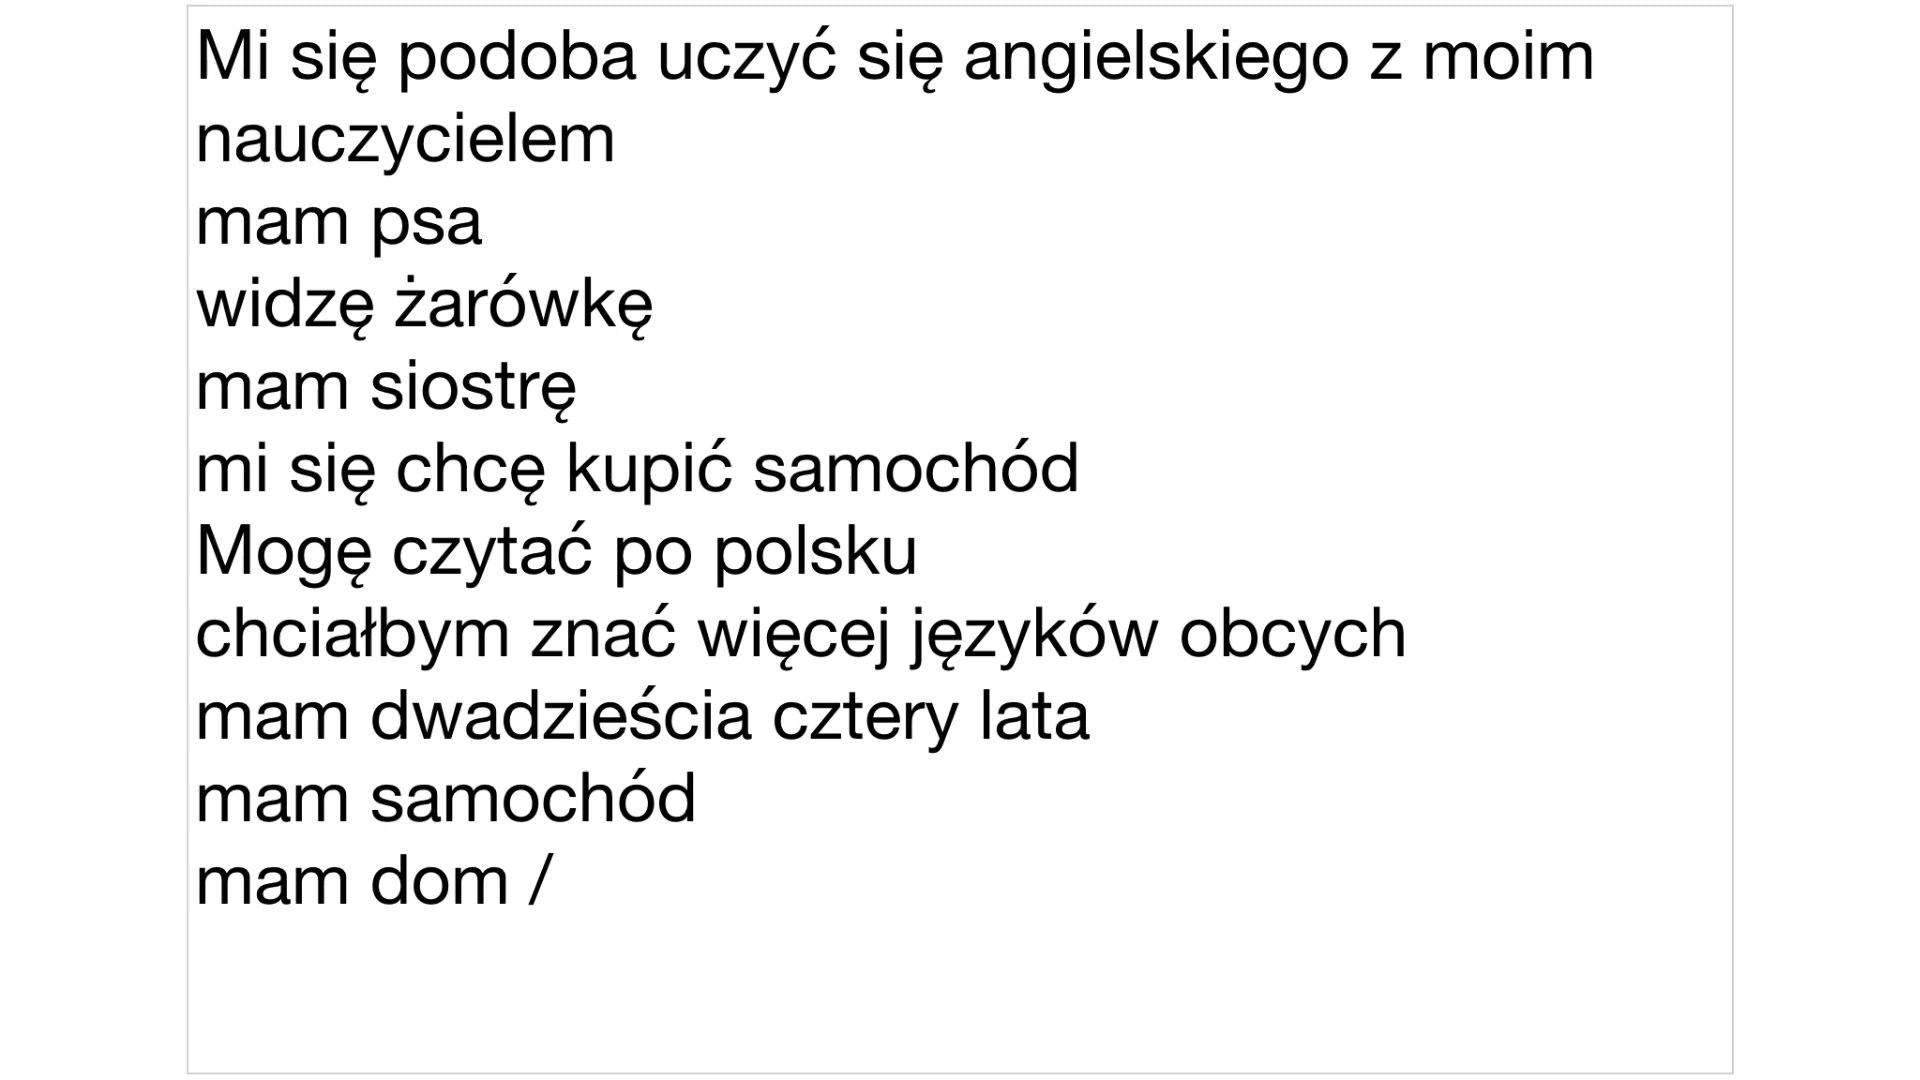 Mi się podoba uczyć się angielskiego z moim
nauczycielem
mam psa
widzę żarówkę
mam siostrę
mi się chcę kupić samochód
Mogę czytać po polsku
chciałbym znać więcej języków obcych
mam dwadzieścia cztery lata
mam samochód
mam dom /